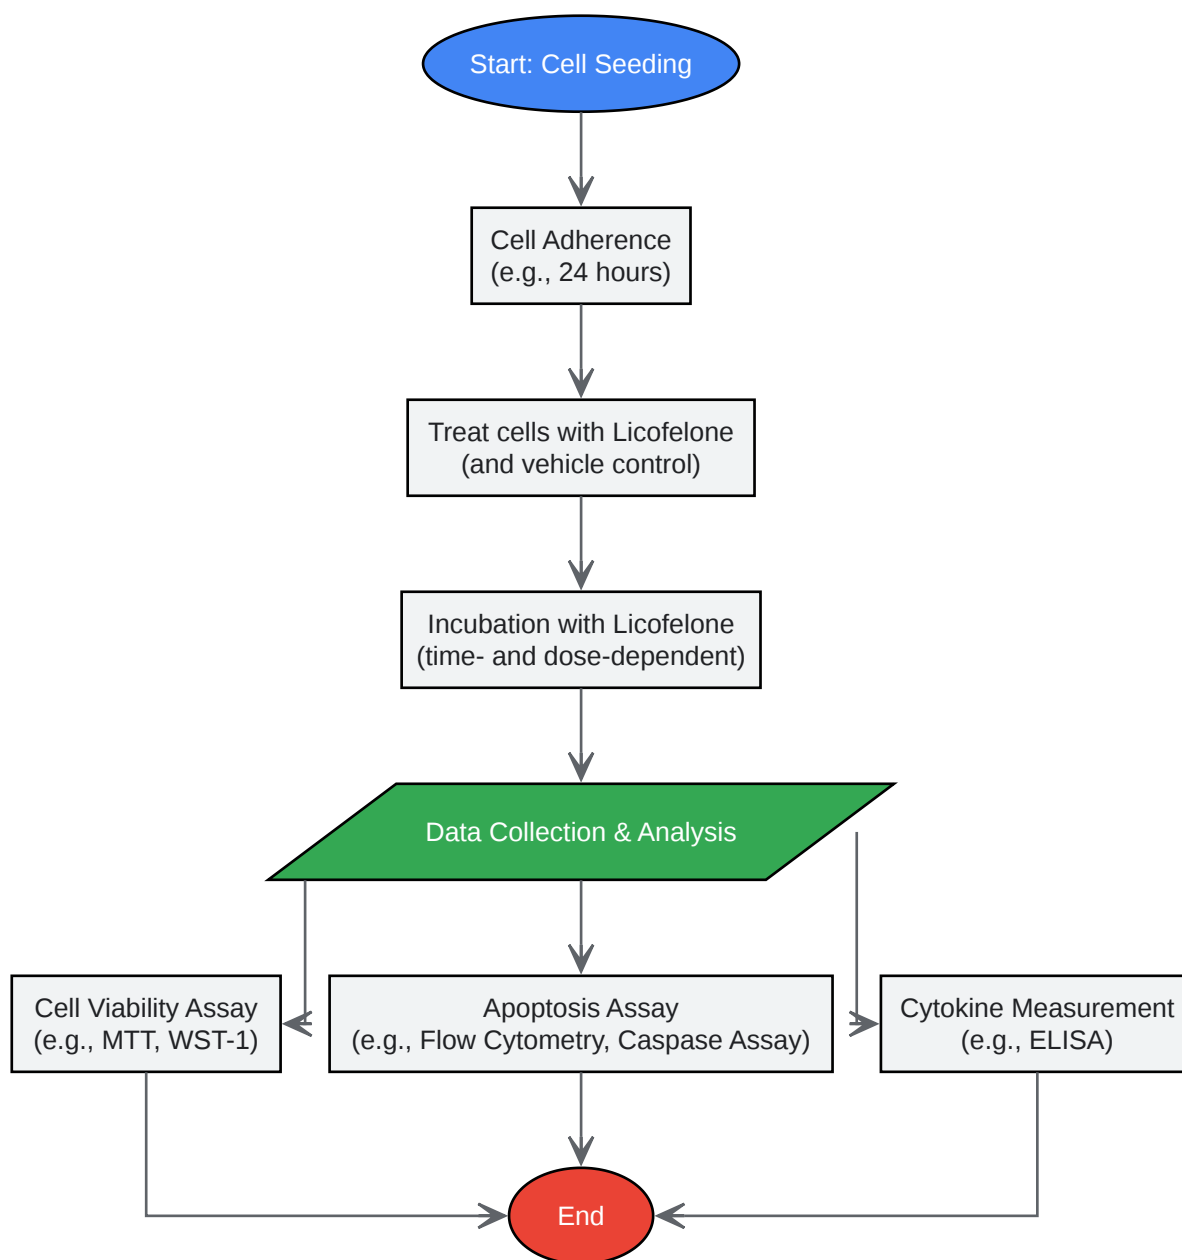 Start: Cell Seeding
Cell Adherence
(e.g., 24 hours)
Treat cells with Licofelone
(and vehicle control)
Incubation with Licofelone
(time- and dose-dependent)
Data Collection & Analysis
Cell Viability Assay
(e.g., MTT, WST-1)
Apoptosis Assay
(e.g., Flow Cytometry, Caspase Assay)
Cytokine Measurement
(e.g., ELISA)
End